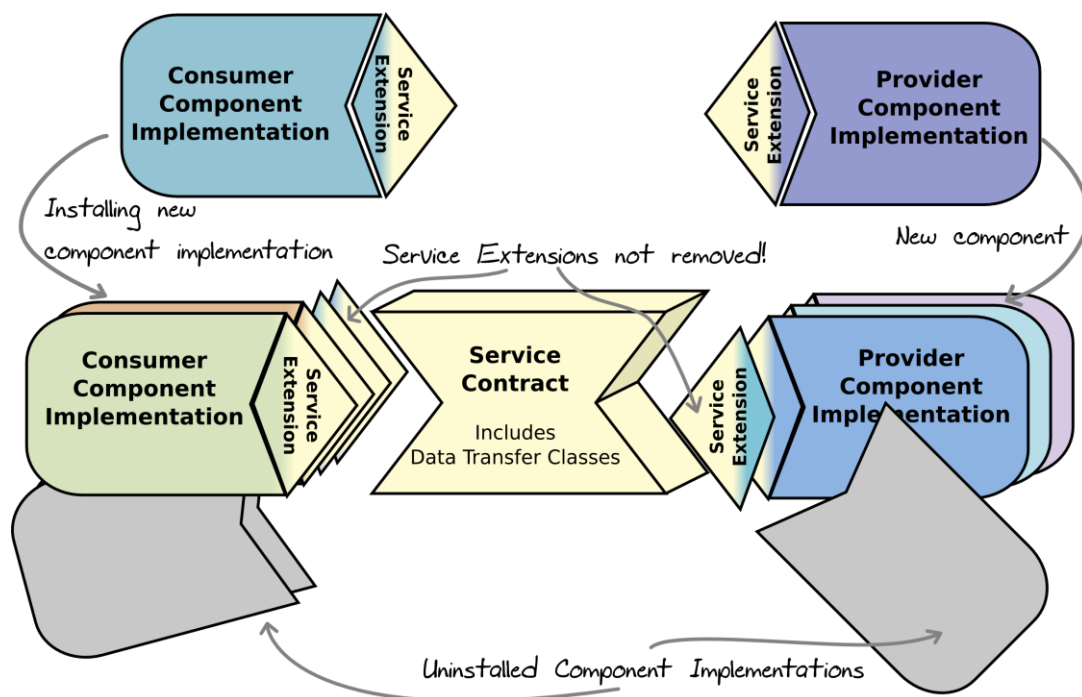 Consumer
Component
Implementation
Service
Extension
Service
Extension
Provider
Component
Implementation
Installing new
component implementation
Service Extensions not removed!
New component
Consumer
Component
Implementation
Service
Extension
Service
Contract
Includes
Data Transfer Classes
Service
Extension
Provider
Component
Implementation
Uninstalled Component Implementations